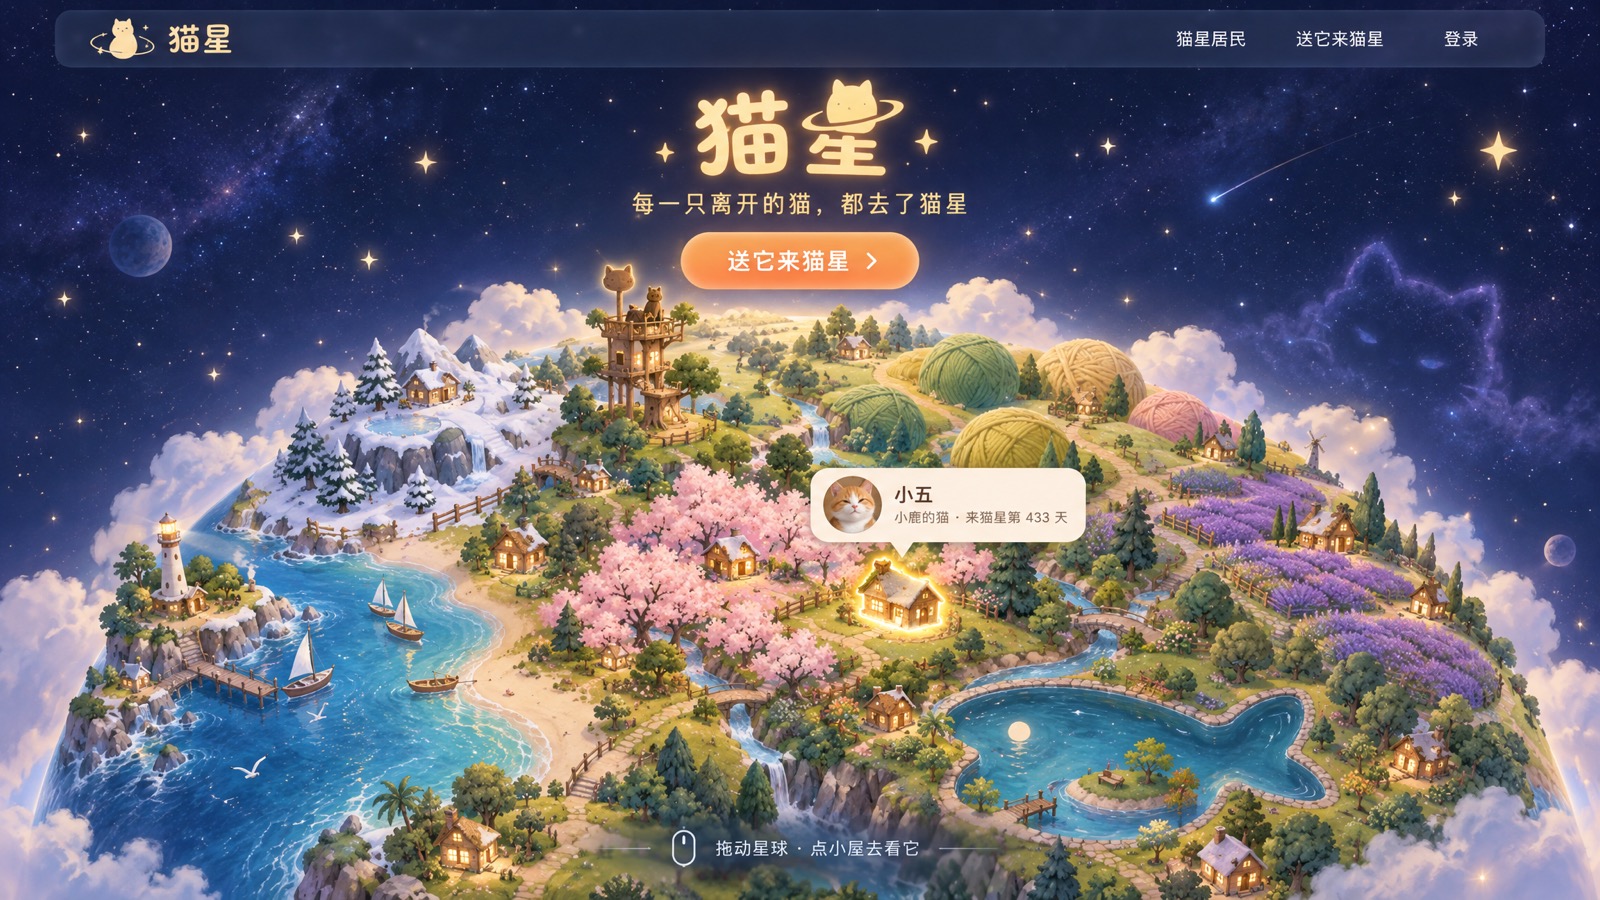 猫星
猫星居民
送它来猫星
登录
猫星
每一只离开的猫，都去了猫星
送它来猫星
小五
小鹿的猫 · 来猫星第 433 天
拖动星球 · 点小屋去看它